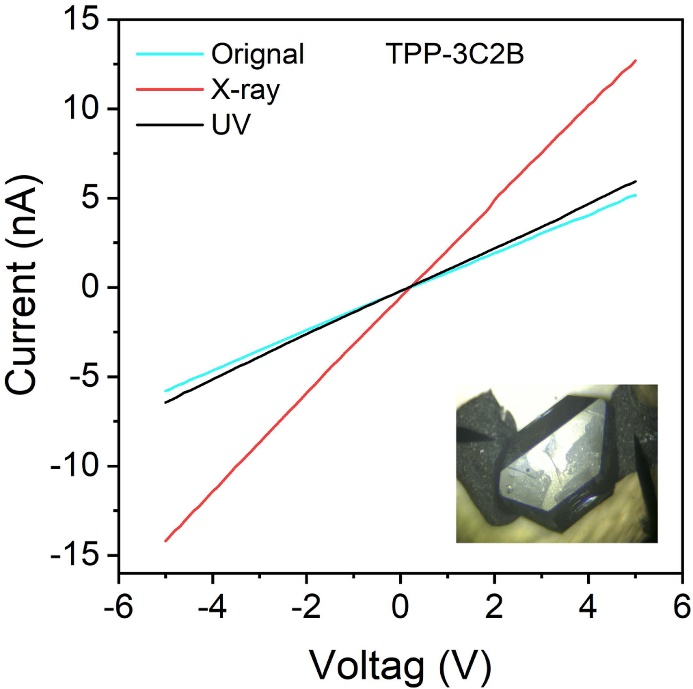 Orignal
TPP-3C2B
X-ray
UV
15
10
5
0
-5
-10
-15
Current (nA)
-6 -4 -2 0 2 4 6
Voltag (V)